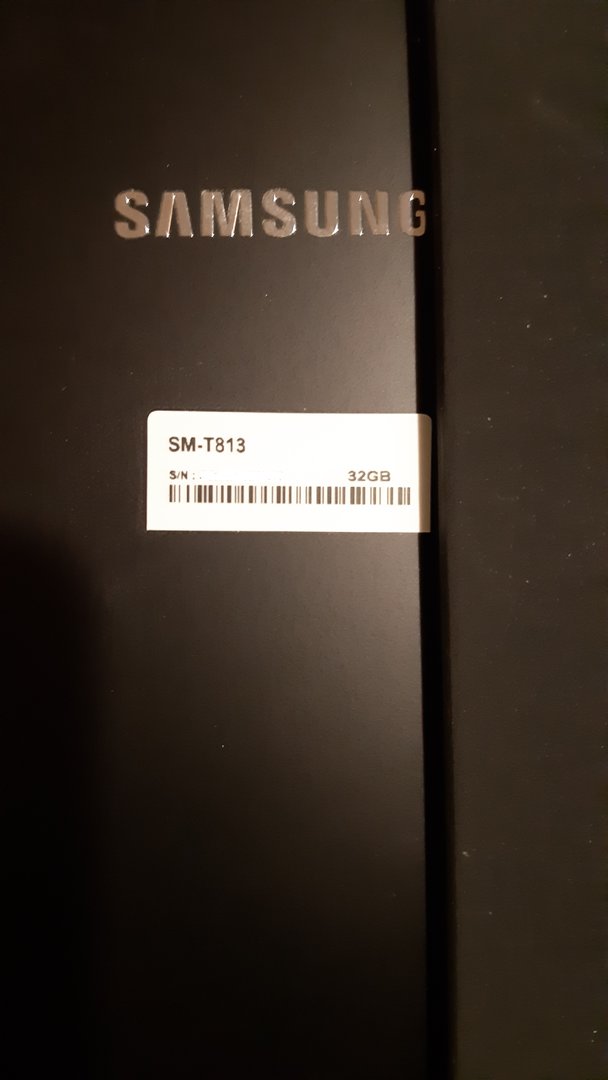 SAMSUNG
SM-T813
S/N : 32GB